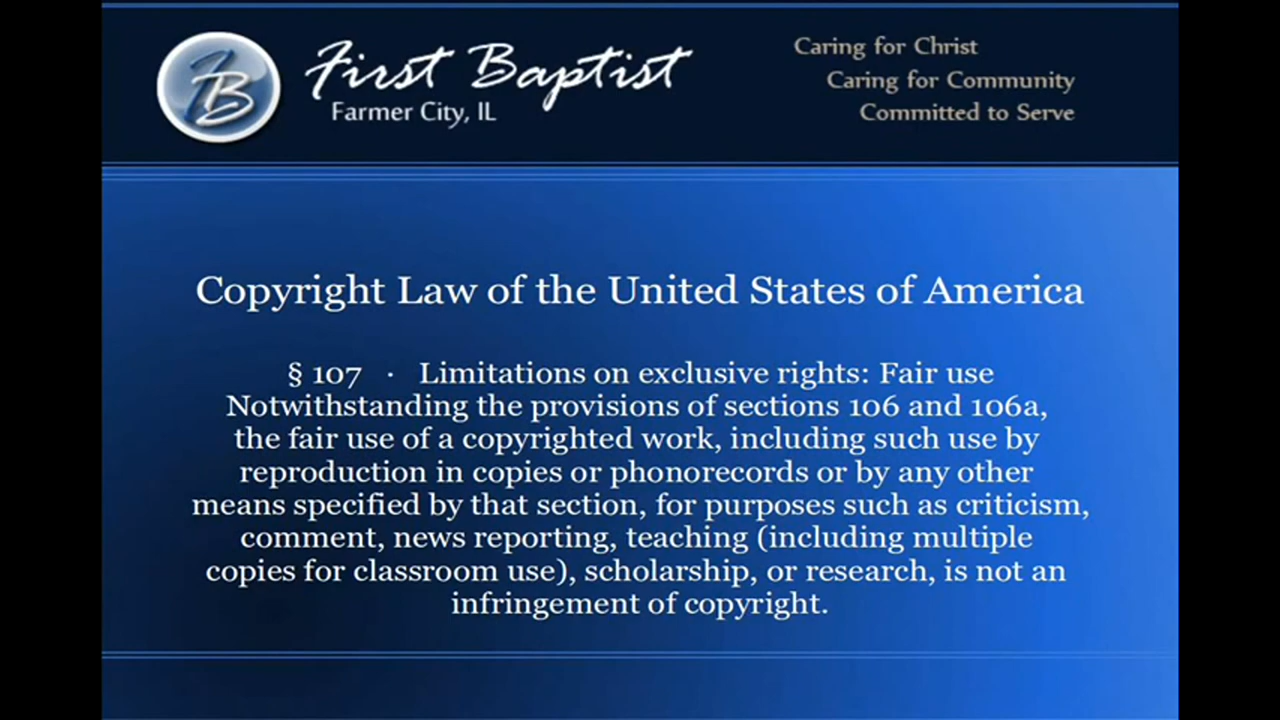 FB
First Baptist
Farmer City, IL
Caring for Christ
Caring for Community
Committed to Serve
Copyright Law of the United States of America
§ 107 · Limitations on exclusive rights: Fair use
Notwithstanding the provisions of sections 106 and 106a,
the fair use of a copyrighted work, including such use by
reproduction in copies or phonorecords or by any other
means specified by that section, for purposes such as criticism,
comment, news reporting, teaching (including multiple
copies for classroom use), scholarship, or research, is not an
infringement of copyright.